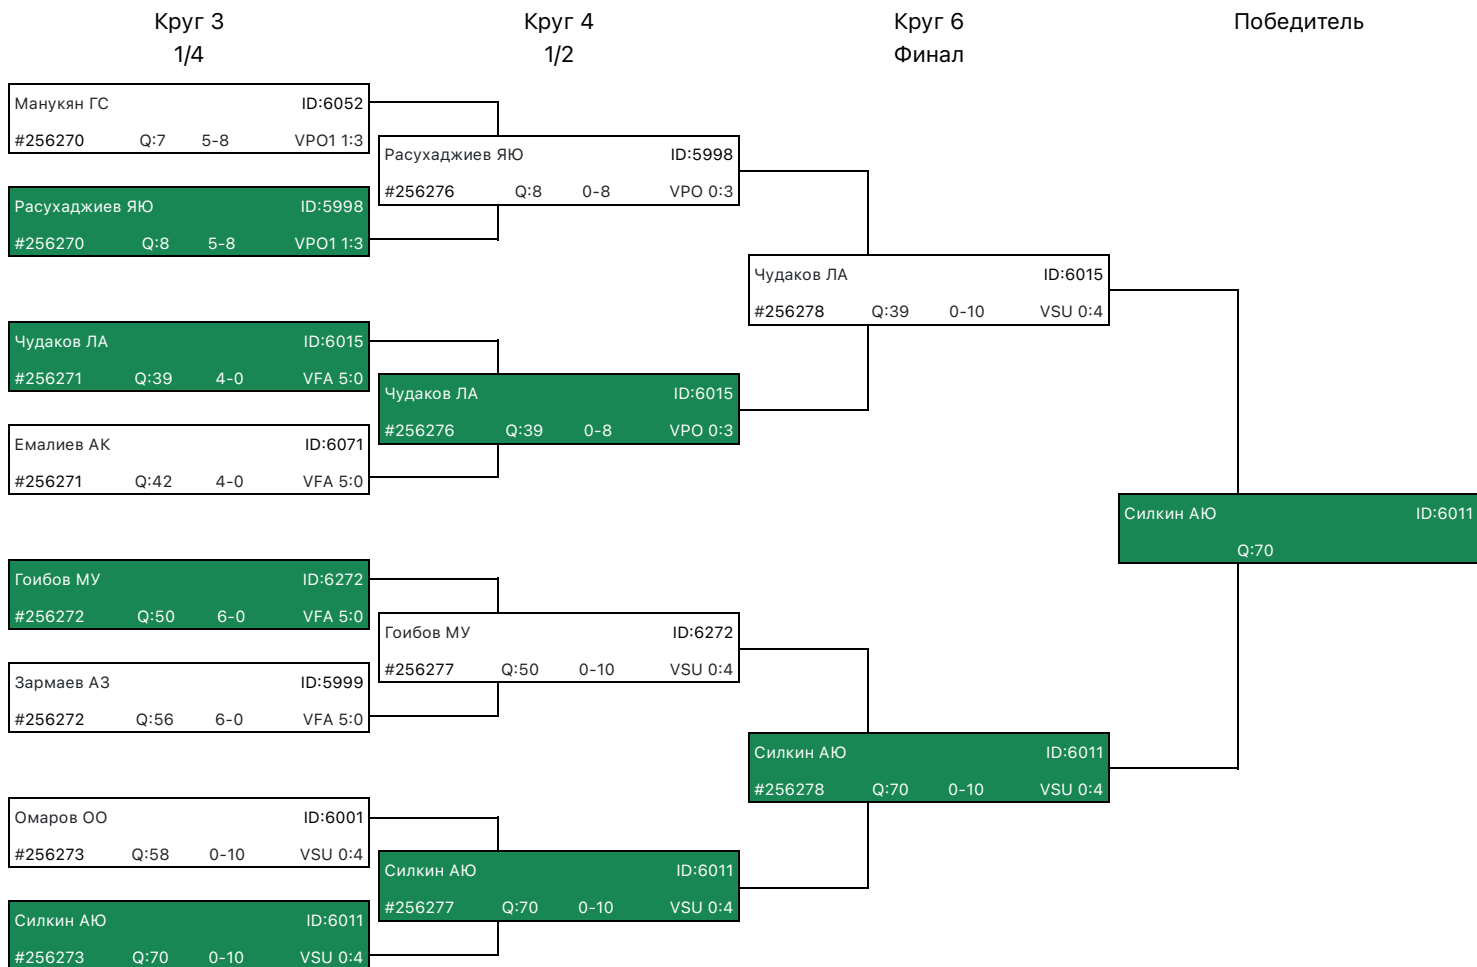 Круг 3
1/4
Круг 4
1/2
Круг 6
Финал
Победитель
Манукян ГС ID:6052
#256270 Q:7 5-8 VPO1 1:3
Расухаджиев ЯЮ ID:5998
#256270 Q:8 5-8 VPO1 1:3
Чудаков ЛА ID:6015
#256271 Q:39 4-0 VFA 5:0
Емалиев АК ID:6071
#256271 Q:42 4-0 VFA 5:0
Гоибов МУ ID:6272
#256272 Q:50 6-0 VFA 5:0
Зармаев АЗ ID:5999
#256272 Q:56 6-0 VFA 5:0
Омаров ОО ID:6001
#256273 Q:58 0-10 VSU 0:4
Силкин АЮ ID:6011
#256273 Q:70 0-10 VSU 0:4
Расухаджиев ЯЮ ID:5998
#256276 Q:8 0-8 VPO 0:3
Чудаков ЛА ID:6015
#256276 Q:39 0-8 VPO 0:3
Гоибов МУ ID:6272
#256277 Q:50 0-10 VSU 0:4
Силкин АЮ ID:6011
#256277 Q:70 0-10 VSU 0:4
Чудаков ЛА ID:6015
#256278 Q:39 0-10 VSU 0:4
Силкин АЮ ID:6011
#256278 Q:70 0-10 VSU 0:4
Силкин АЮ ID:6011
Q:70